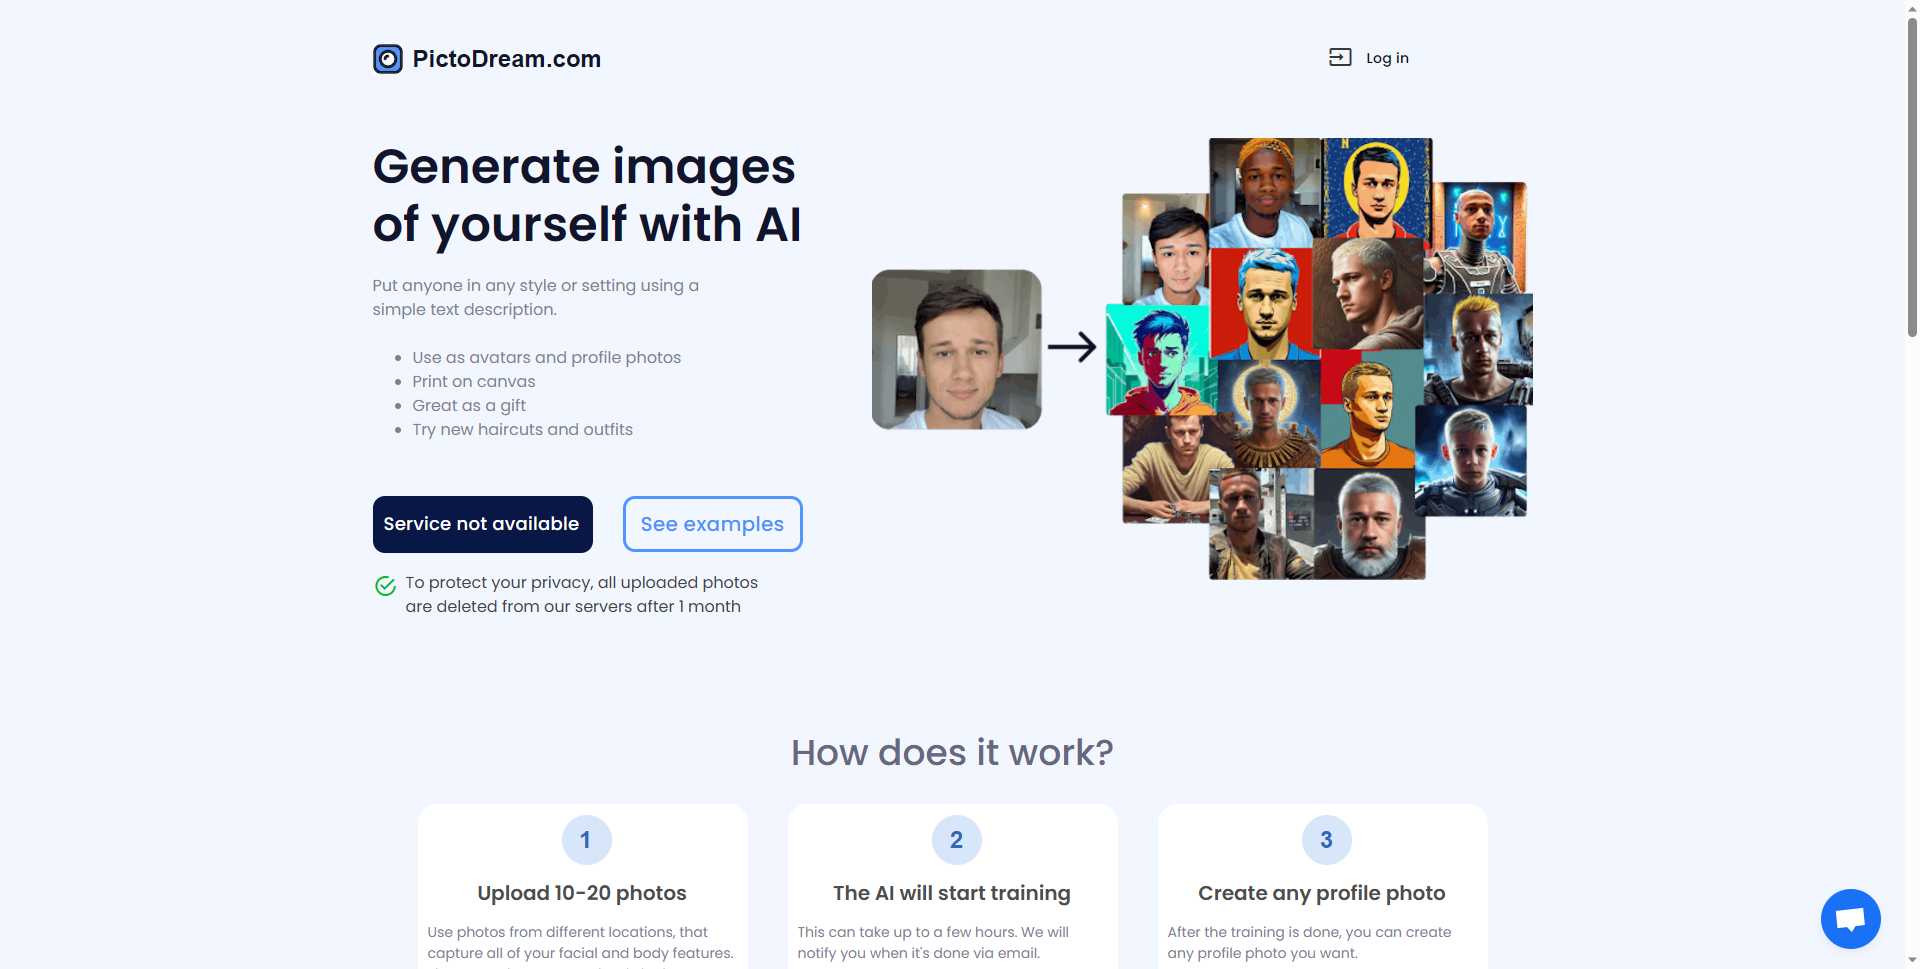 PictoDream.com
Log in
Generate images
of yourself with AI
Put anyone in any style or setting using a
simple text description.
Use as avatars and profile photos
Print on canvas
Great as a gift
Try new haircuts and outfits
Service not available
See examples
To protect your privacy, all uploaded photos
are deleted from our servers after 1 month
How does it work?
1
Upload 10-20 photos
Use photos from different locations, that
capture all of your facial and body features.
2
The AI will start training
This can take up to a few hours. We will
notify you when it's done via email.
3
Create any profile photo
After the training is done, you can create
any profile photo you want.